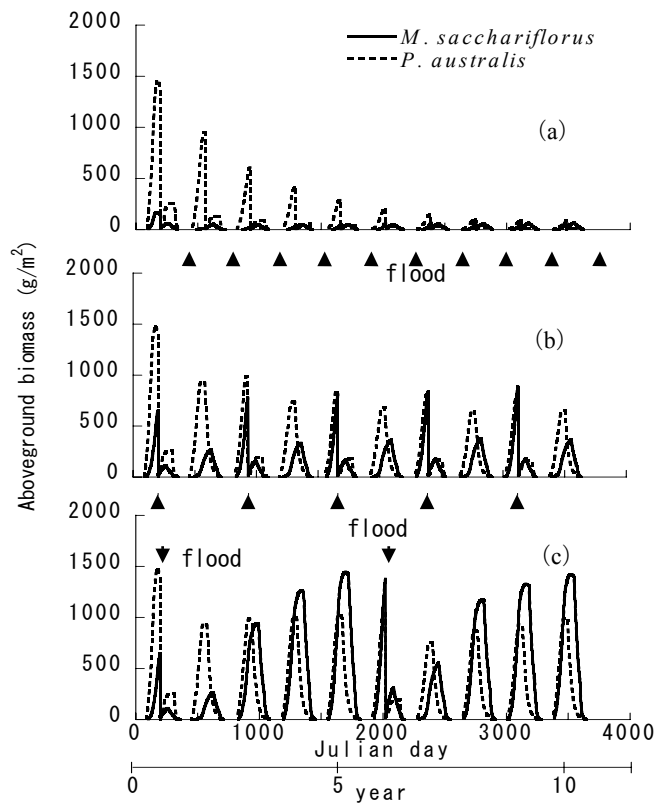 2000
M. sacchariflorus
P. australis
1500
(a)
1000
500
0
flood
2000
(b)
1500
1000
500
0
Aboveground biomass (g/m²)
flood
2000
flood
(c)
1500
1000
500
0
0 1000 2000 3000 4000
Julian day
0 5 10
year